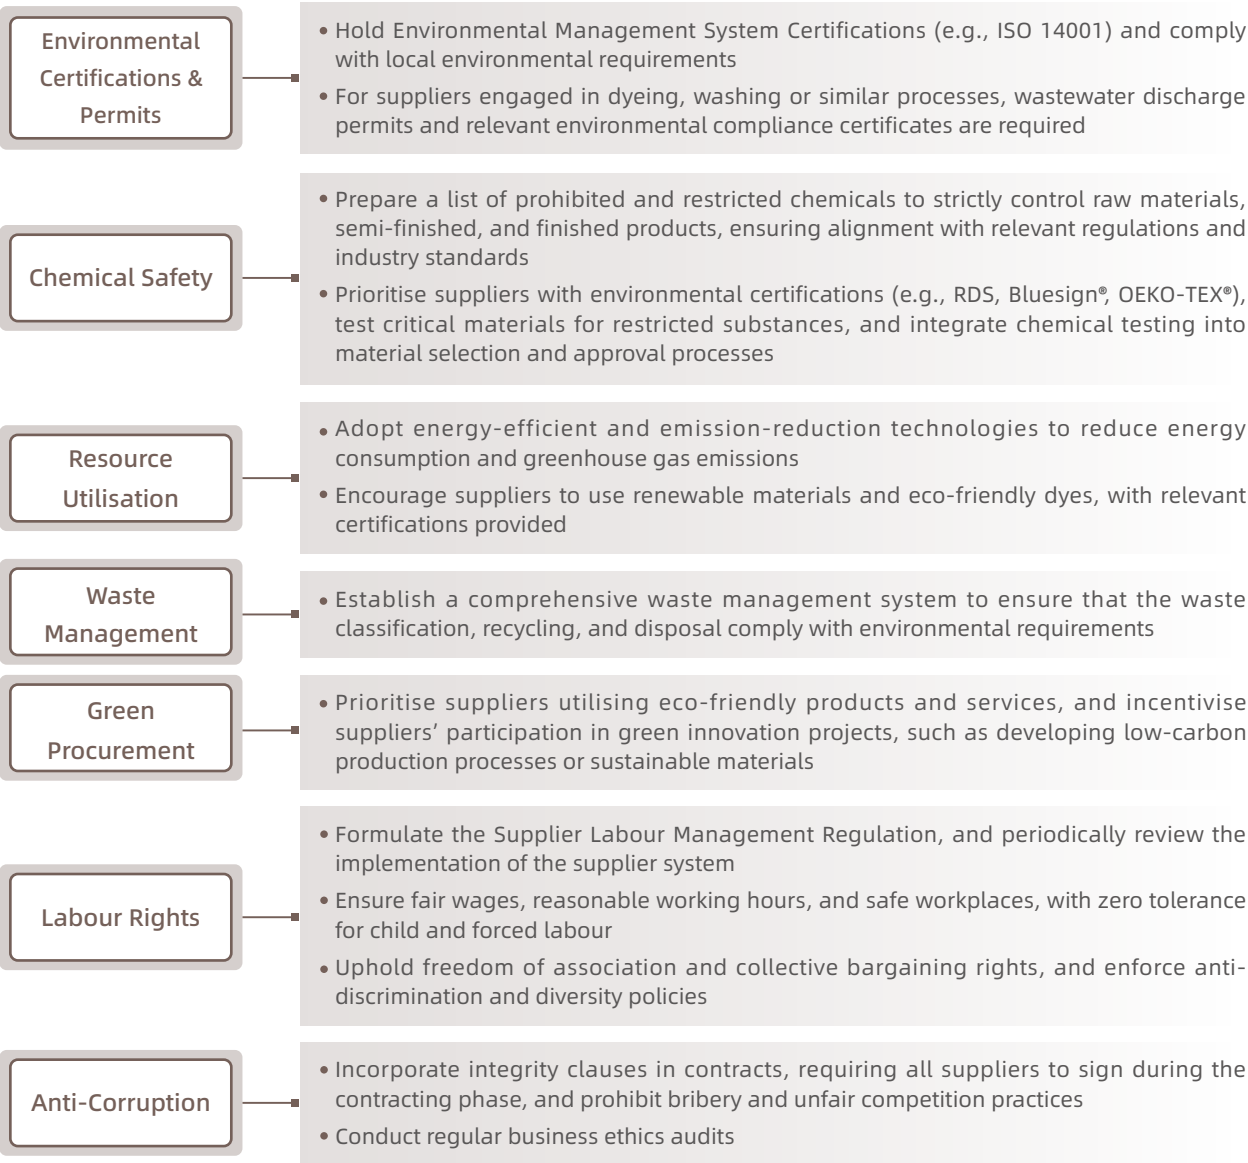 Environmental
Certifications &
Permits
• Hold Environmental Management System Certifications (e.g., ISO 14001) and comply
with local environmental requirements
• For suppliers engaged in dyeing, washing or similar processes, wastewater discharge
permits and relevant environmental compliance certificates are required
Chemical Safety
• Prepare a list of prohibited and restricted chemicals to strictly control raw materials,
semi-finished, and finished products, ensuring alignment with relevant regulations and
industry standards
• Prioritise suppliers with environmental certifications (e.g., RDS, Bluesign®, OEKO-TEX®),
test critical materials for restricted substances, and integrate chemical testing into
material selection and approval processes
Resource
Utilisation
• Adopt energy-efficient and emission-reduction technologies to reduce energy
consumption and greenhouse gas emissions
• Encourage suppliers to use renewable materials and eco-friendly dyes, with relevant
certifications provided
Waste
Management
• Establish a comprehensive waste management system to ensure that the waste
classification, recycling, and disposal comply with environmental requirements
Green
Procurement
• Prioritise suppliers utilising eco-friendly products and services, and incentivise
suppliers’ participation in green innovation projects, such as developing low-carbon
production processes or sustainable materials
Labour Rights
• Formulate the Supplier Labour Management Regulation, and periodically review the
implementation of the supplier system
• Ensure fair wages, reasonable working hours, and safe workplaces, with zero tolerance
for child and forced labour
• Uphold freedom of association and collective bargaining rights, and enforce anti-
discrimination and diversity policies
Anti-Corruption
• Incorporate integrity clauses in contracts, requiring all suppliers to sign during the
contracting phase, and prohibit bribery and unfair competition practices
• Conduct regular business ethics audits